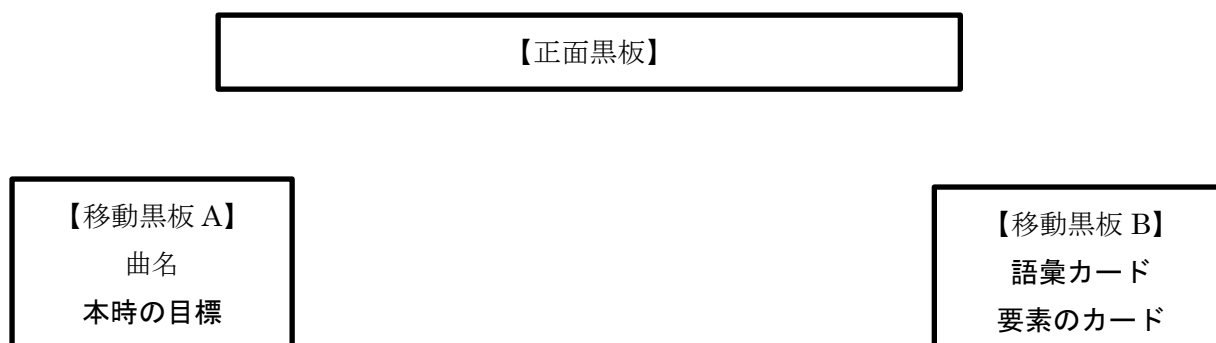 【正面黒板】
【移動黒板 A】
曲名
本時の目標
【移動黒板 B】
語彙カード
要素のカード